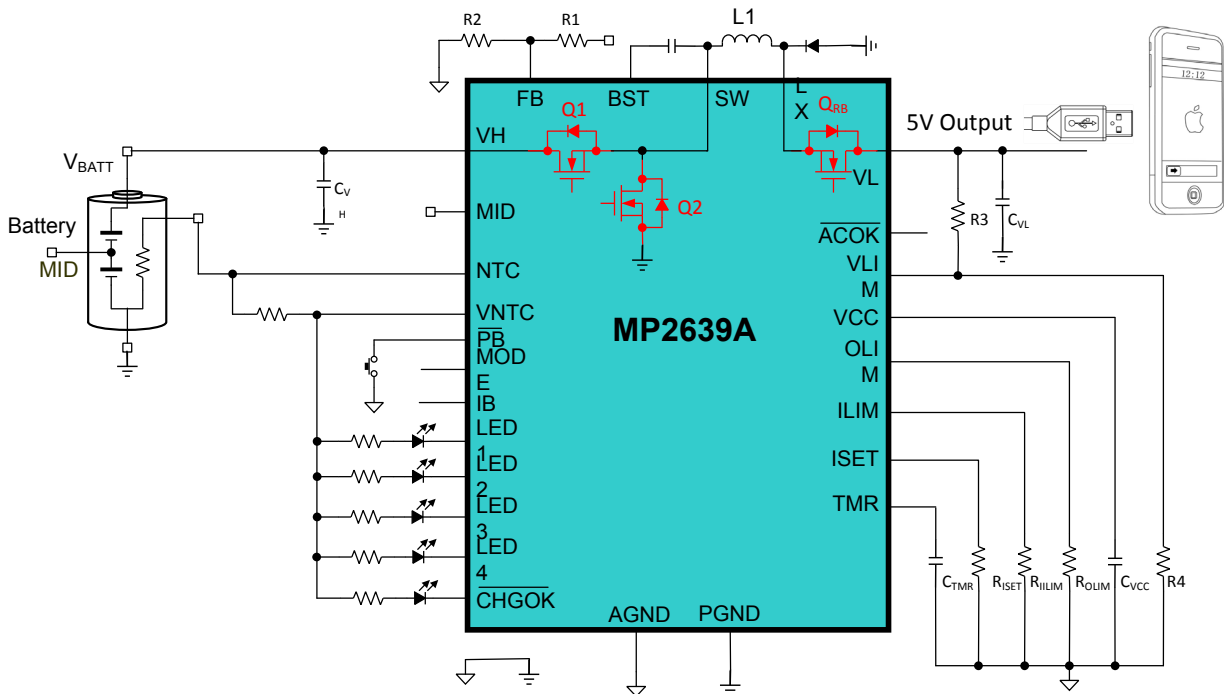 R2
R1
L1
12:12
FB
BST
SW
L
X
Q1
QRB
5V Output
VH
VL
VBATT
CV
H
MID
Q2
R3
CVL
Battery
MID
ACOK
NTC
VLI
M
VNTC
MP2639A
VCC
PB
MOD
E
OLI
M
IB
ILIM
LED
1
LED
2
LED
3
LED
4
ISET
TMR
CHGOK
CTMR
RISET
RIILIM
ROLIM
CVCC
R4
AGND
PGND